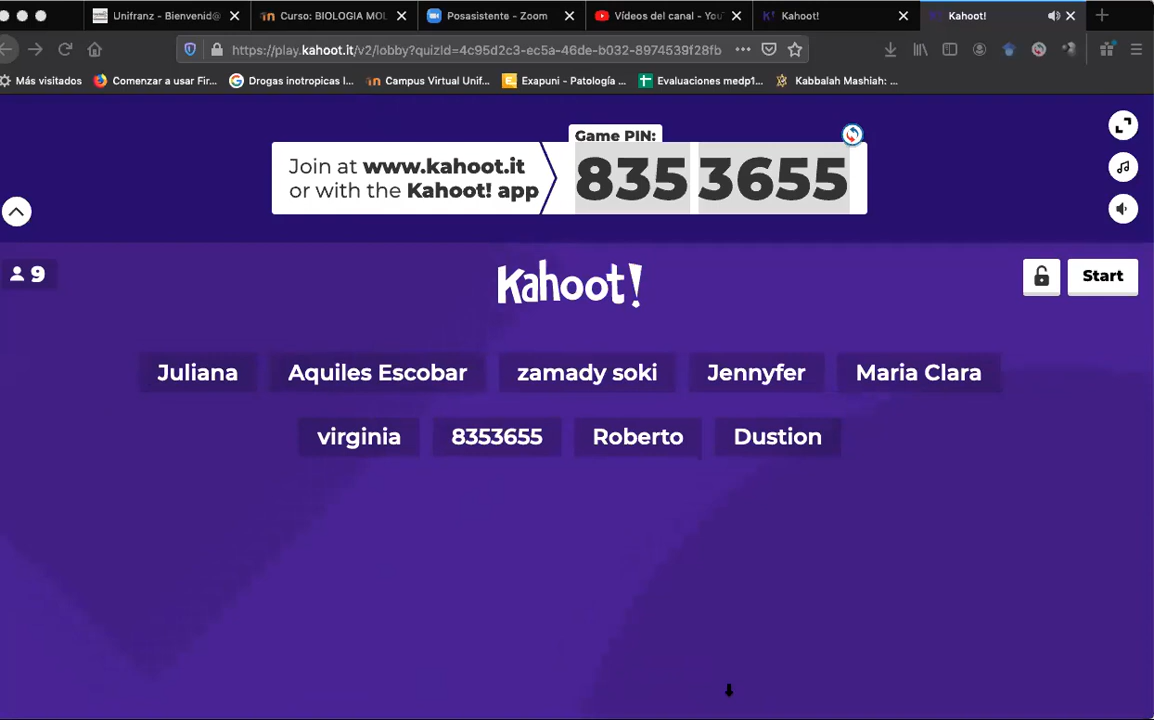 Unifranz - Bienvenid@
Curso: BIOLOGIA MOL
Posasistente - Zoom
Vídeos del canal - You
Kahoot!
Kahoot!
https://play.kahoot.it/v2/lobby?quizId=4c95d2c3-ec5a-46de-b032-8974539f28fb
Más visitados
Comenzar a usar Fir...
Drogas inotropicas l...
Campus Virtual Unif...
Exapuni - Patología ...
Evaluaciones medp1...
Kabbalah Mashiah: ...
Join at www.kahoot.it
or with the Kahoot! app
Game PIN:
835 3655
9
Kahoot!
Start
Juliana
Aquiles Escobar
zamady soki
Jennyfer
Maria Clara
virginia
8353655
Roberto
Dustion